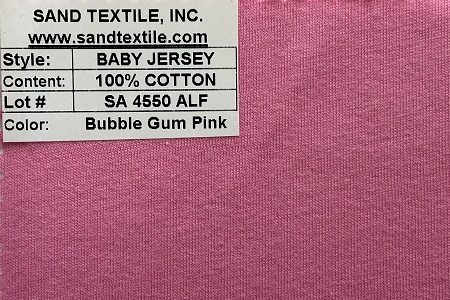 SAND TEXTILE, INC.
www.sandtextile.com
Style: BABY JERSEY
Content: 100% COTTON
Lot # SA 4550 ALF
Color: Bubble Gum Pink